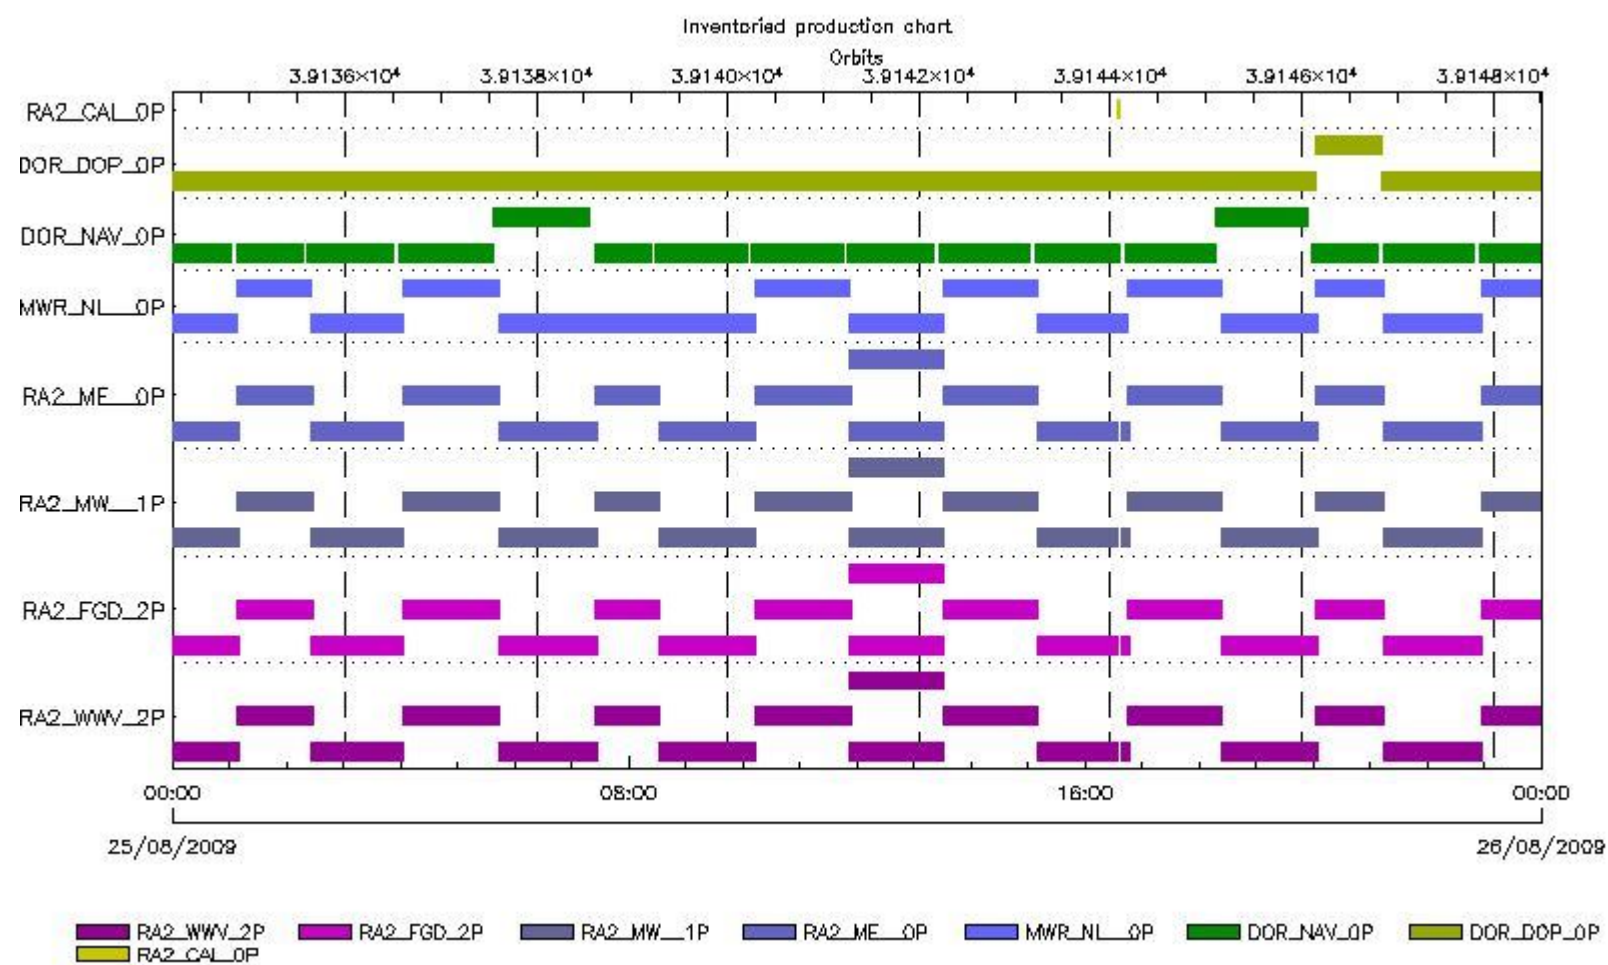 Inventoried production chart
Orbits
3.9136×10⁴ 3.9138×10⁴ 3.9140×10⁴ 3.9142×10⁴ 3.9144×10⁴ 3.9146×10⁴ 3.9148×10⁴
RA2_CAL_0P
DOR_DOP_0P
DOR_NAV_0P
MWR_NL__0P
RA2_ME__0P
RA2_MW__1P
RA2_FGD_2P
RA2_WWV_2P
00:00 08:00 16:00 00:00
25/08/2009 26/08/2009
RA2_WWV_2P RA2_FGD_2P RA2_MW__1P RA2_ME__0P MWR_NL__0P DOR_NAV_0P DOR_DOP_0P
RA2_CAL_0P